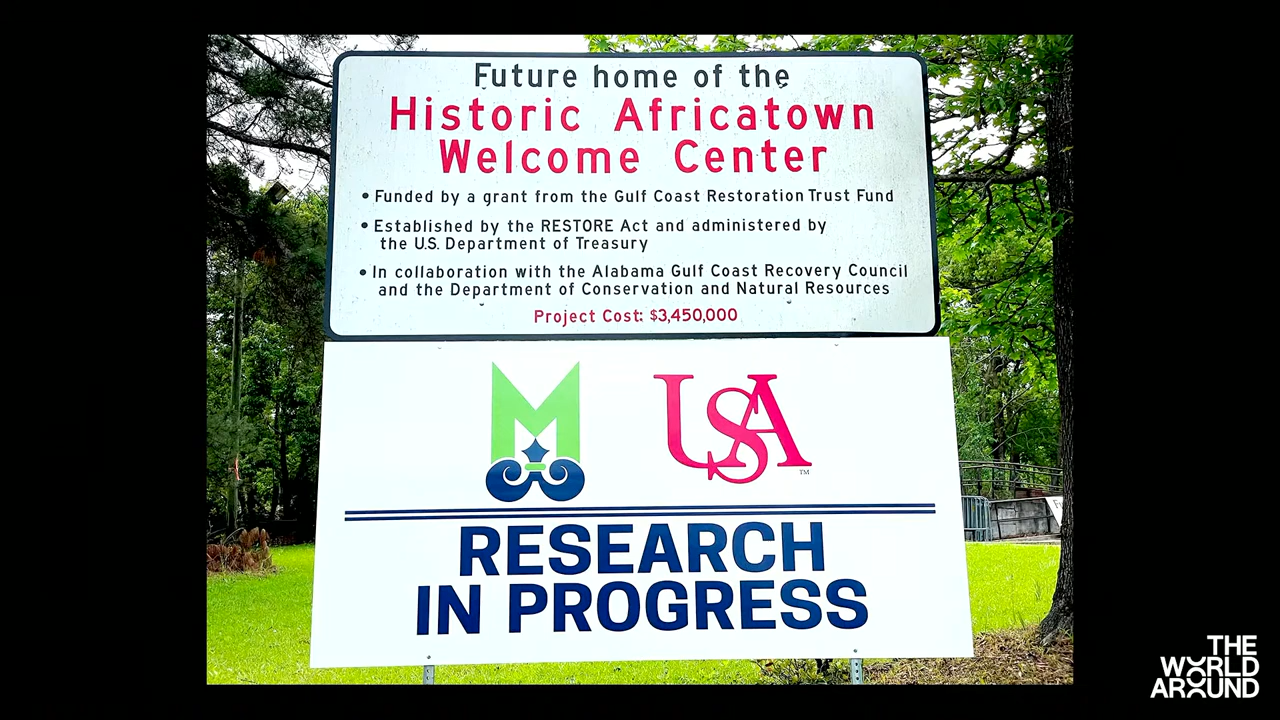 Future home of the
Historic Africatown
Welcome Center
• Funded by a grant from the Gulf Coast Restoration Trust Fund
• Established by the RESTORE Act and administered by
the U.S. Department of Treasury
• In collaboration with the Alabama Gulf Coast Recovery Council
and the Department of Conservation and Natural Resources
Project Cost: $3,450,000
M
USA
TM
RESEARCH
IN PROGRESS
THE
WORLD
AROUND